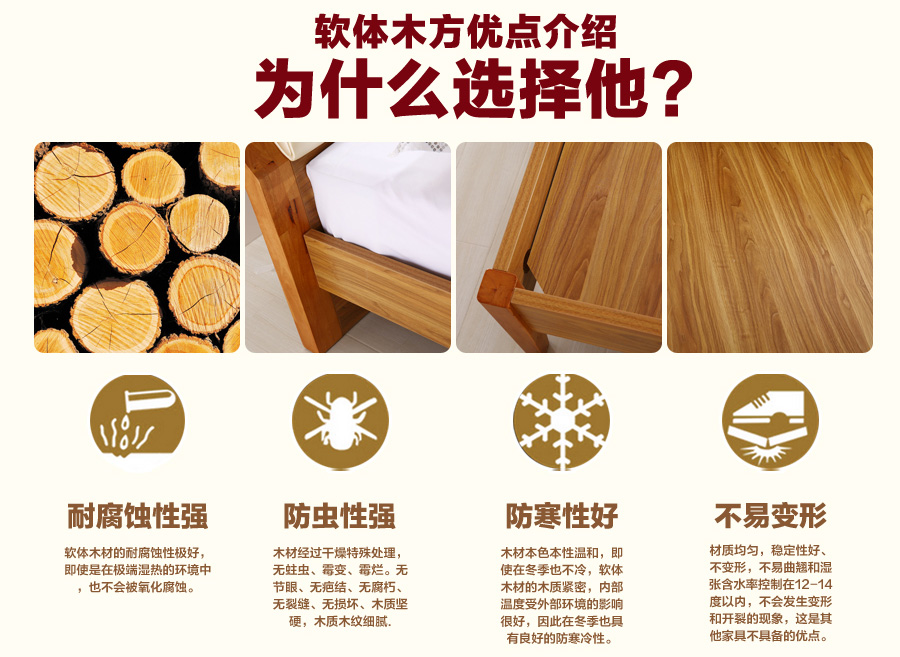 软体木方优点介绍
为什么选择他?
耐腐蚀性强
软体木材的耐腐蚀性极好，
即使是在极端湿热的环境中
，也不会被氧化腐蚀。
防虫性强
木材经过干燥特殊处理，
无蛀虫、霉变、霉烂。无
节眼、无疤结、无腐朽、
无裂缝、无损坏、木质坚
硬，木质木纹细腻.
防寒性好
木材本色本性温和，即
使在冬季也不冷，软体
木材的木质紧密，内部
温度受外部环境的影响
很好，因此在冬季也具
有良好的防寒冷性。
不易变形
材质均匀，稳定性好、
不变形，不易曲翘和湿
张含水率控制在12-14
度以内，不会发生变形
和开裂的现象，这是其
他家具不具备的优点。